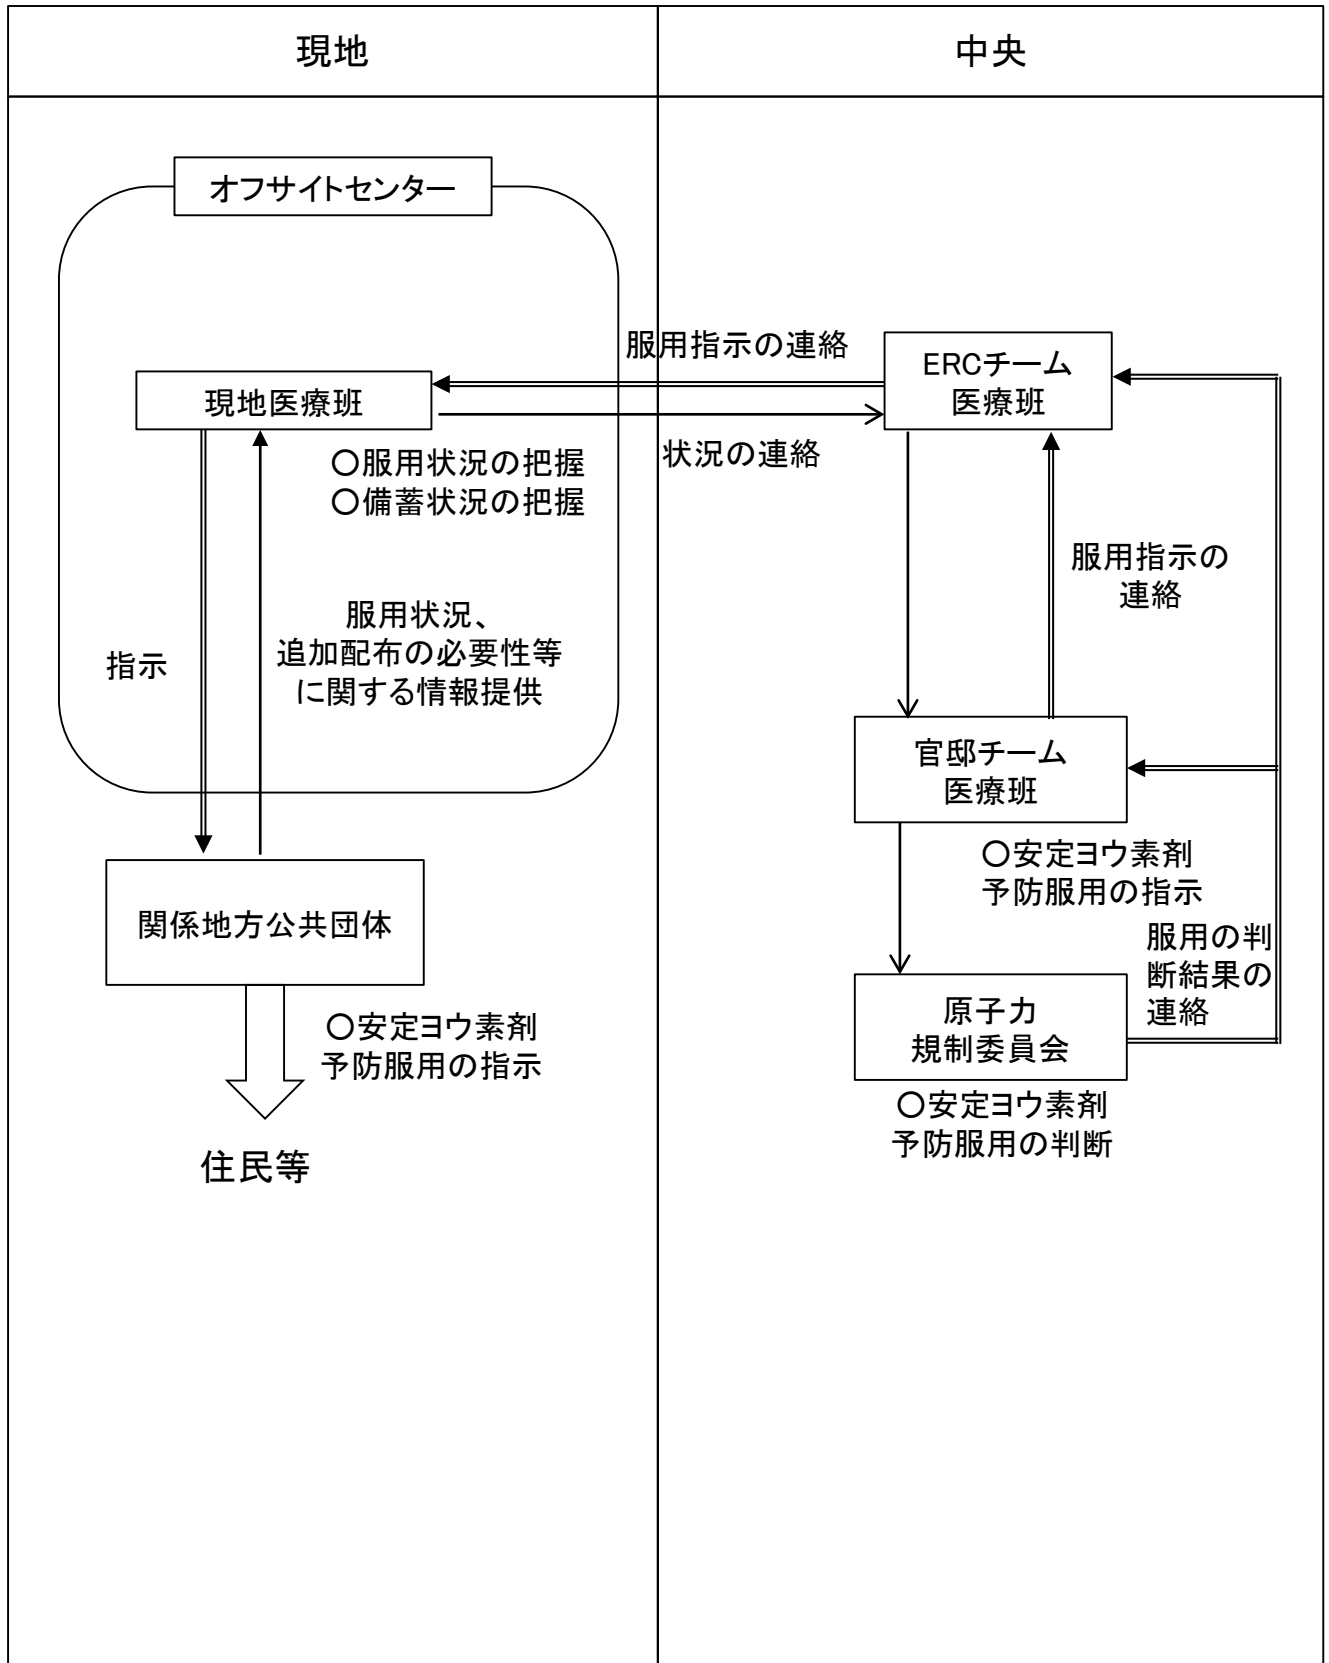 現地
中央
オフサイトセンター
服用指示の連絡
ERCチーム
医療班
現地医療班
状況の連絡
〇服用状況の把握
〇備蓄状況の把握
服用指示の
連絡
服用状況、
追加配布の必要性等
に関する情報提供
指示
官邸チーム
医療班
〇安定ヨウ素剤
予防服用の指示
関係地方公共団体
服用の判
断結果の
連絡
原子力
規制委員会
〇安定ヨウ素剤
予防服用の指示
〇安定ヨウ素剤
予防服用の判断
住民等